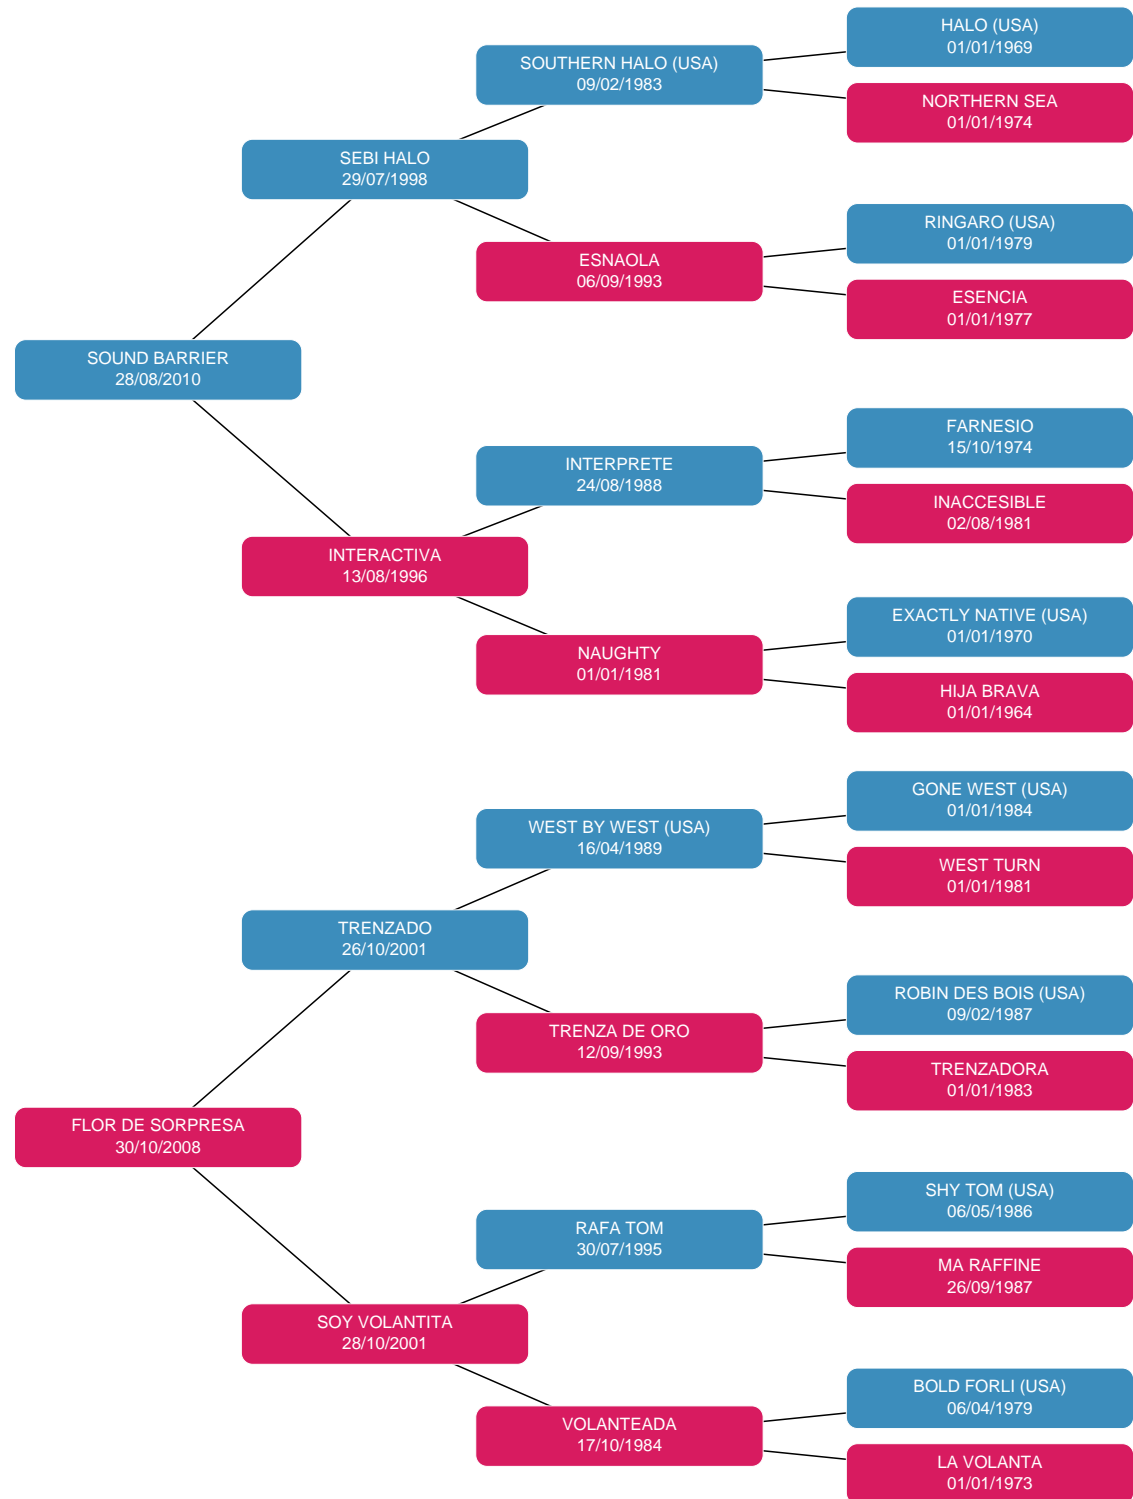 HALO (USA)
01/01/1969
SOUTHERN HALO (USA)
09/02/1983
NORTHERN SEA
01/01/1974
SEBI HALO
29/07/1998
RINGARO (USA)
01/01/1979
ESNAOLA
06/09/1993
ESENCIA
01/01/1977
SOUND BARRIER
28/08/2010
FARNESIO
15/10/1974
INTERPRETE
24/08/1988
INACCESIBLE
02/08/1981
INTERACTIVA
13/08/1996
EXACTLY NATIVE (USA)
01/01/1970
NAUGHTY
01/01/1981
HIJA BRAVA
01/01/1964
GONE WEST (USA)
01/01/1984
WEST BY WEST (USA)
16/04/1989
WEST TURN
01/01/1981
TRENZADO
26/10/2001
ROBIN DES BOIS (USA)
09/02/1987
TRENZA DE ORO
12/09/1993
TRENZADORA
01/01/1983
FLOR DE SORPRESA
30/10/2008
SHY TOM (USA)
06/05/1986
RAFA TOM
30/07/1995
MA RAFFINE
26/09/1987
SOY VOLANTITA
28/10/2001
BOLD FORLI (USA)
06/04/1979
VOLANTEADA
17/10/1984
LA VOLANTA
01/01/1973